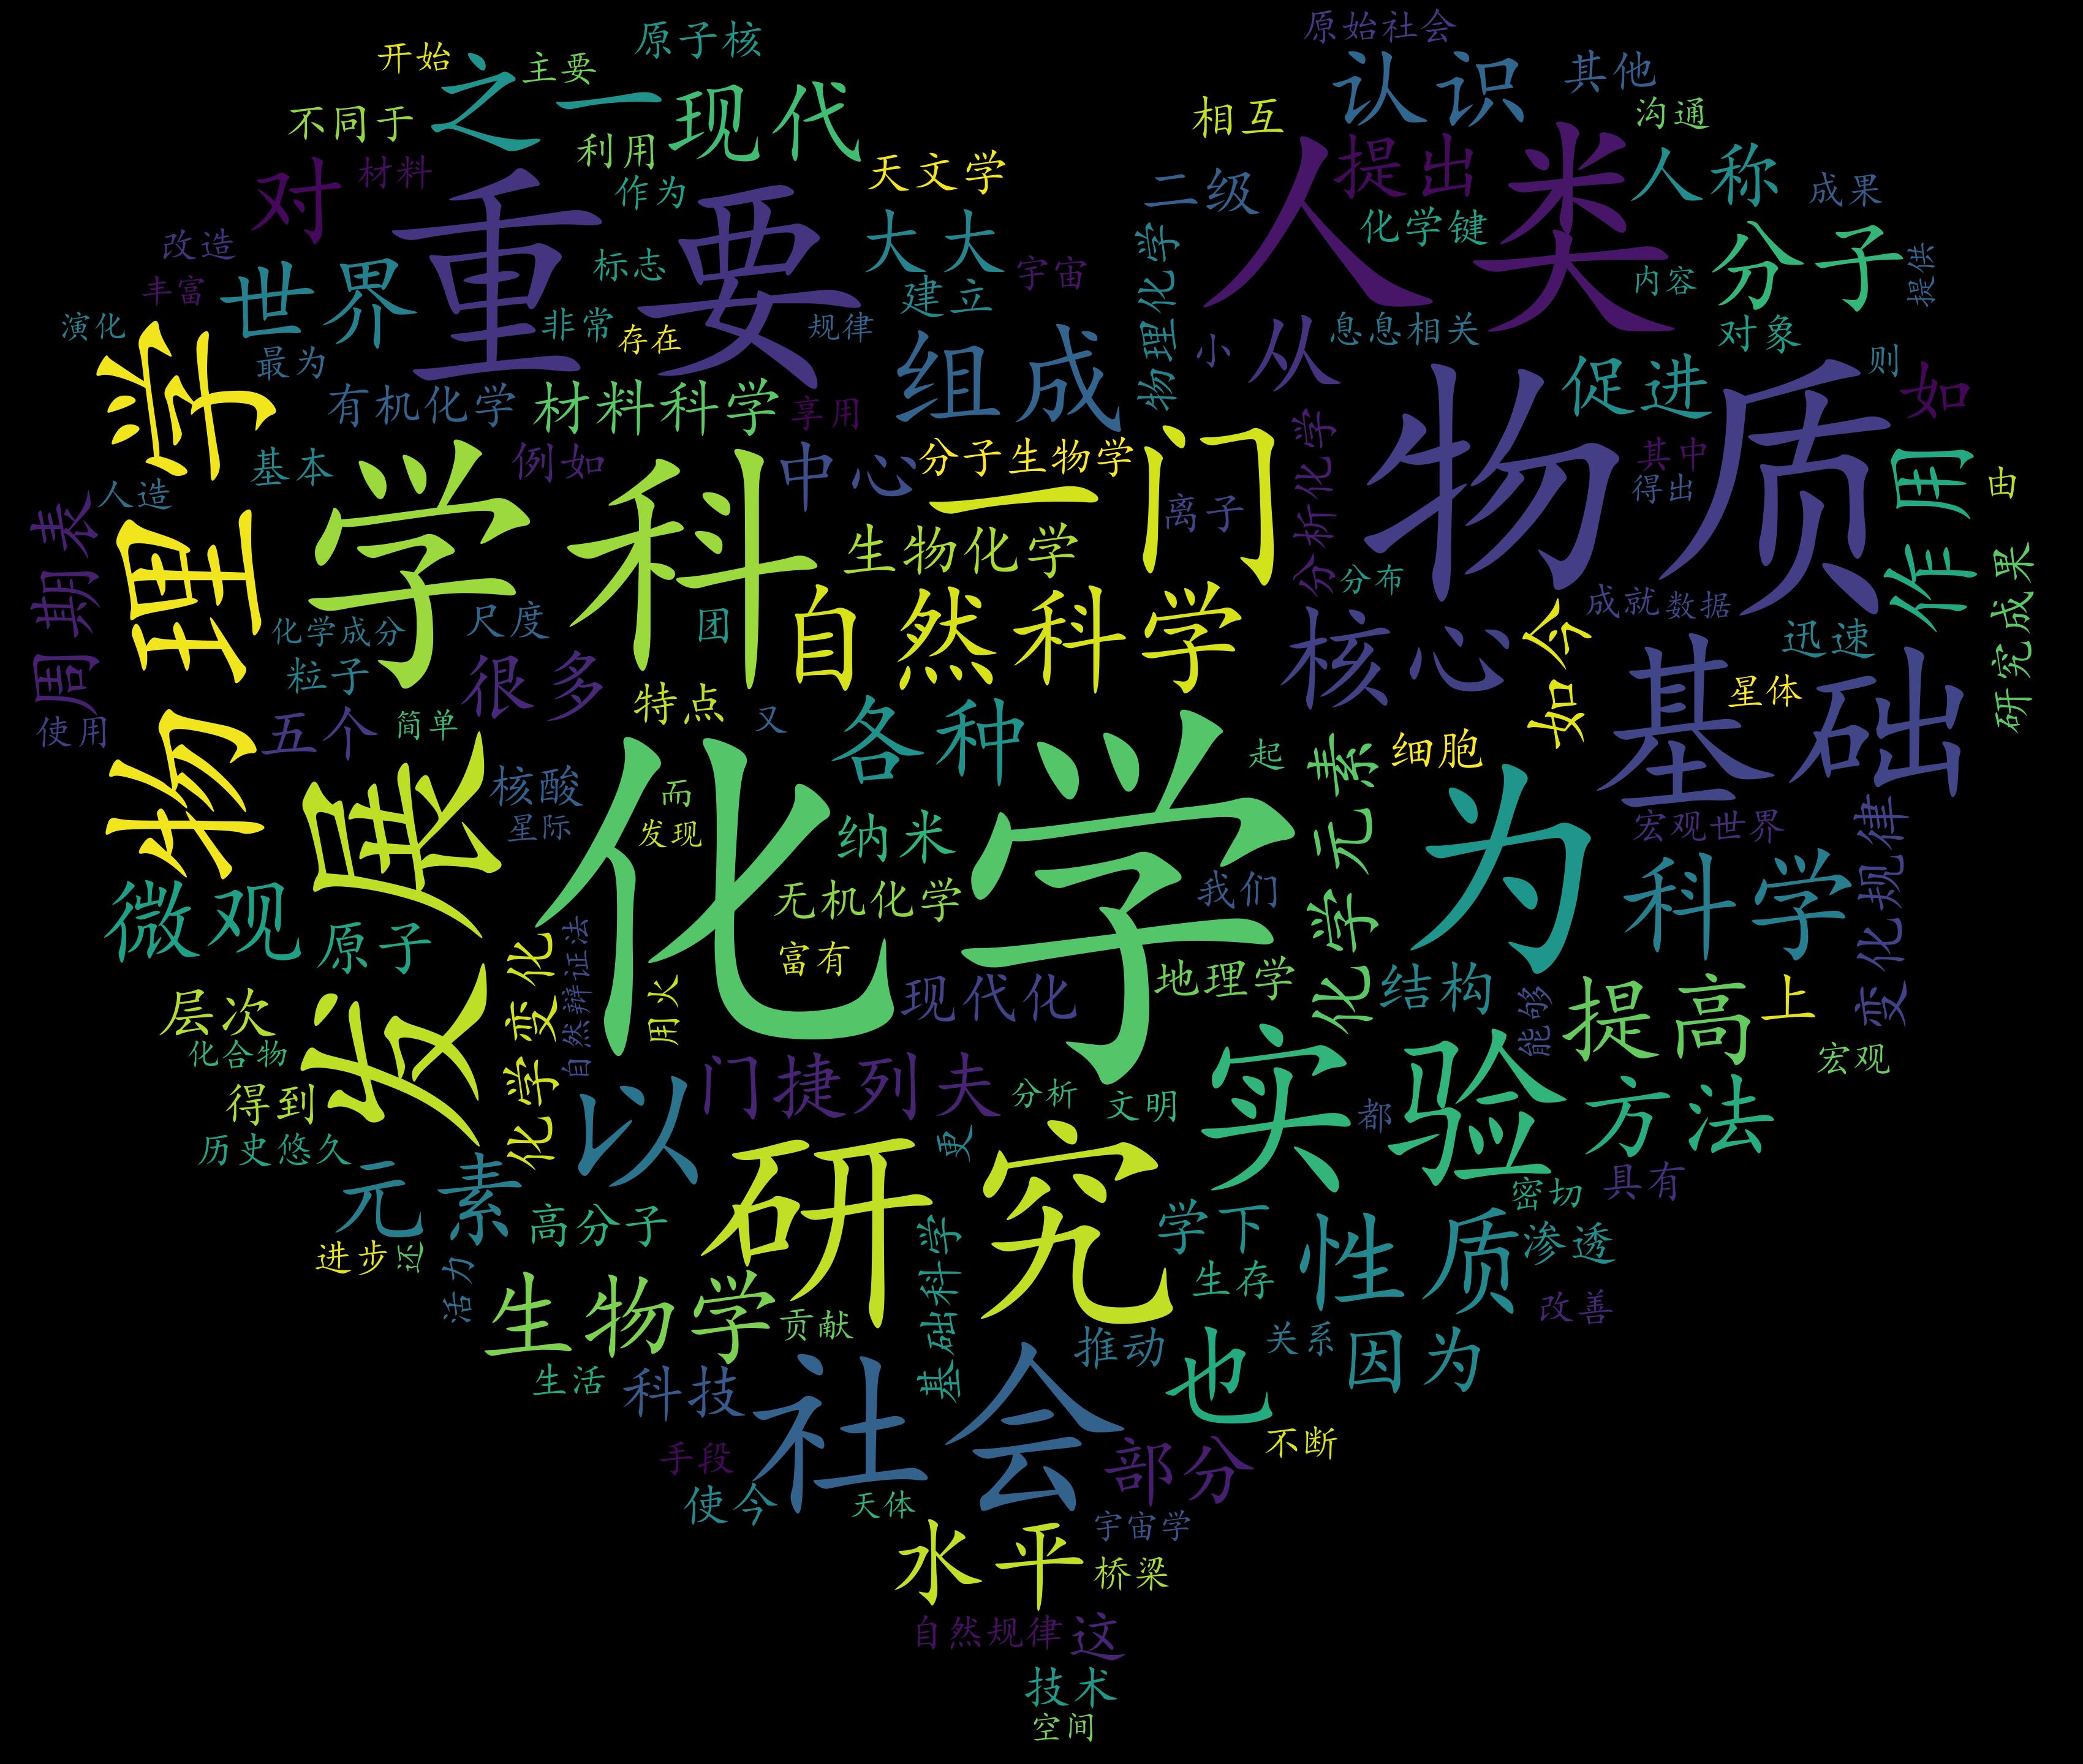 原始社会
原子核
开始
主要
之一
认识
其他
现代
不同于
利用
相互
沟通
提出
人类
天文学
对
材料
作为
重要
二级
人称
成果
化学键
大大
分子
改造
物理化学
标志
宇宙
内容
提供
世界
丰富
建立
演化
非常
存在
规律
组成
小
从
息息相关
对象
最为
则
促进
物理学
有机化学
材料科学
享用
物质
如
分析化学
基本
例如
中心
分子生物学
一门
其中
作用
由
人造
学科
得出
离子
周期表
生物化学
分布
成就
数据
研究成果
尺度
团
自然科学
核心
如今
迅速
化学成分
粒子
很多
特点
基础
星体
使用
五个
简单
又
各种
起
化学元素
细胞
发展
核酸
而
化学
为
星际
发现
纳米
宏观世界
变化规律
微观
无机化学
我们
科学
原子
化学变化
自然辩证法
富有
地理学
结构
现代化
用火
能够
提高
上
层次
化合物
实验
宏观
得到
以
门捷列夫
分析
文明
都
方法
历史悠久
研究
更
元素
密切
具有
高分子
学下
性质
渗透
进步
还
活力
基础科学
生存
生物学
贡献
改善
推动
关系
因为
也
生活
科技
社会
不断
手段
部分
使今
天体
宇宙学
水平
桥梁
自然规律
这
技术
空间